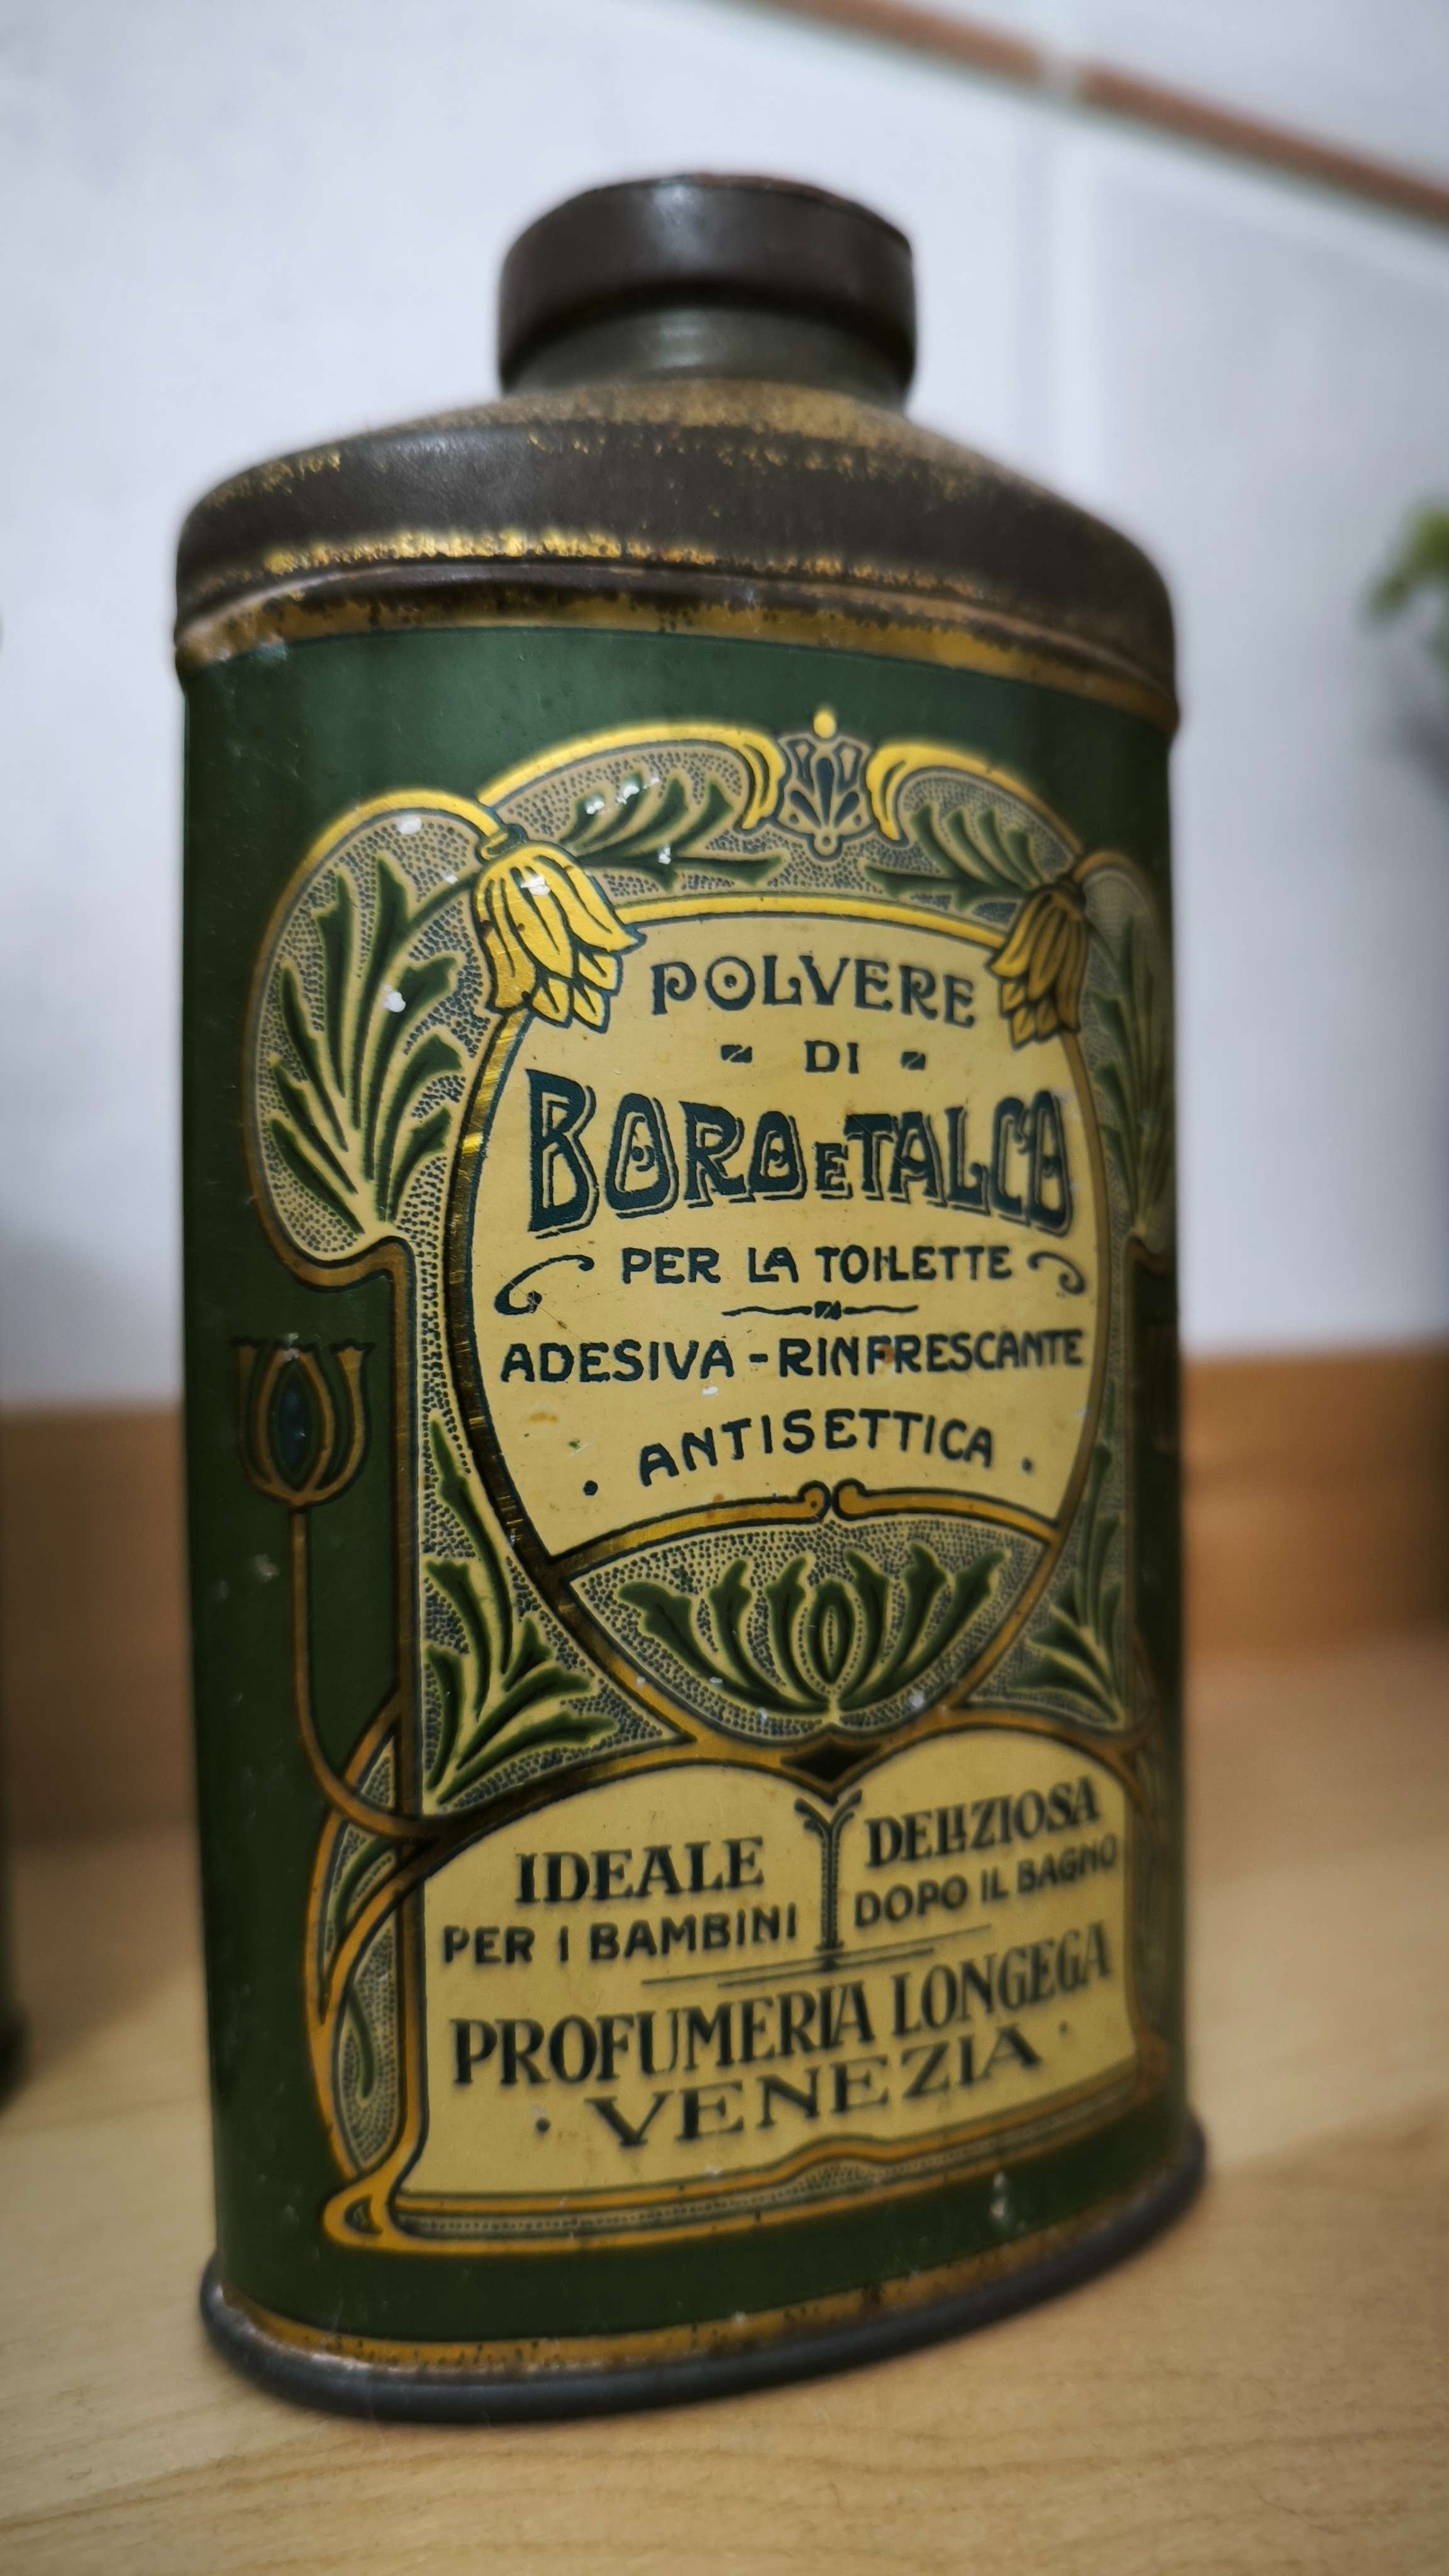 POLVERE
- DI -
BORO E TALCO
PER LA TOILETTE
ADESIVA - RINFRESCANTE
· ANTISETTICA ·
IDEALE
PER I BAMBINI
DELIZIOSA
DOPO IL BAGNO
PROFUMERIA LONGEGA
· VENEZIA ·